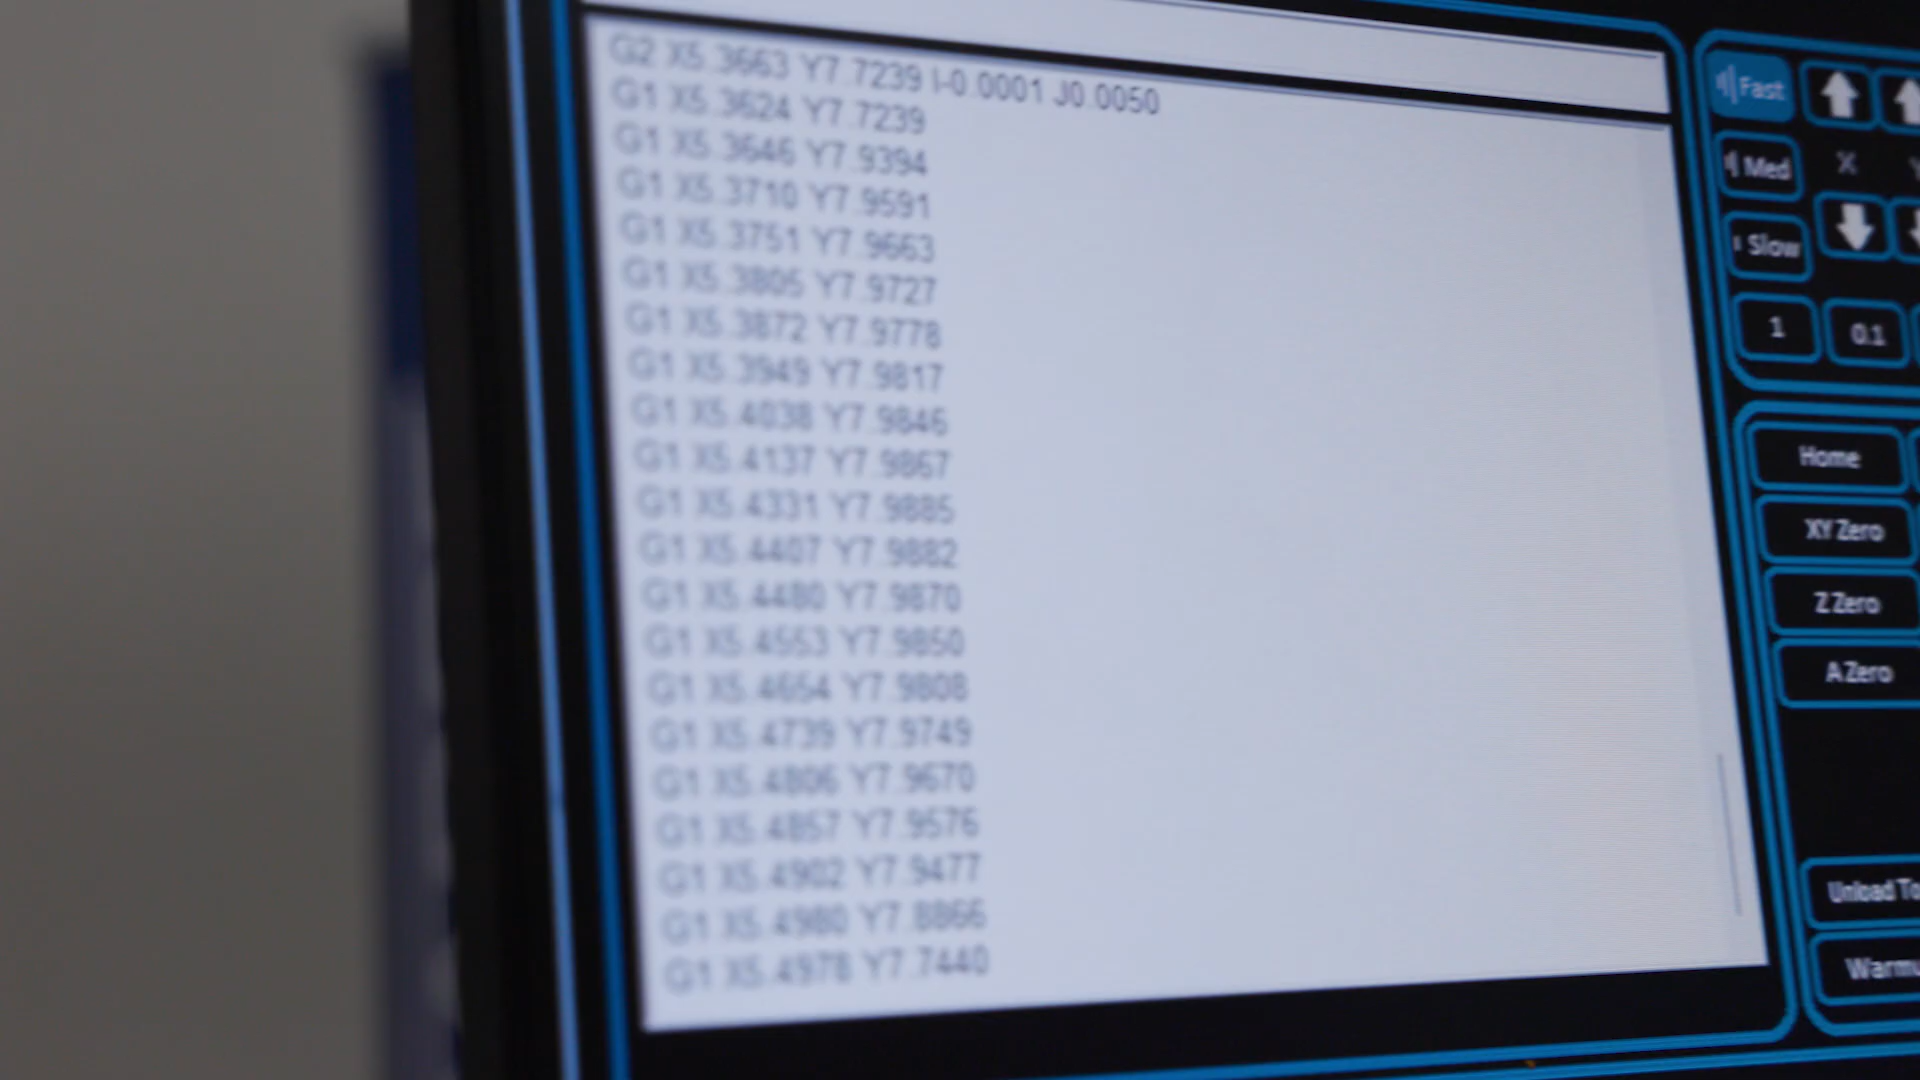 G2 X5.3663 Y7.7239 I-0.0001 J0.0050
G1 X5.3624 Y7.7239
G1 X5.3646 Y7.9394
G1 X5.3710 Y7.9591
G1 X5.3751 Y7.9663
G1 X5.3805 Y7.9727
G1 X5.3872 Y7.9778
G1 X5.3949 Y7.9817
G1 X5.4038 Y7.9846
G1 X5.4137 Y7.9867
G1 X5.4331 Y7.9885
G1 X5.4407 Y7.9882
G1 X5.4480 Y7.9870
G1 X5.4553 Y7.9850
G1 X5.4654 Y7.9808
G1 X5.4739 Y7.9749
G1 X5.4806 Y7.9670
G1 X5.4857 Y7.9576
G1 X5.4902 Y7.9477
G1 X5.4980 Y7.8866
G1 X5.4978 Y7.7440
Fast
Med
X
Slow
1 0.1
Home
XY Zero
Z Zero
A Zero
Unload